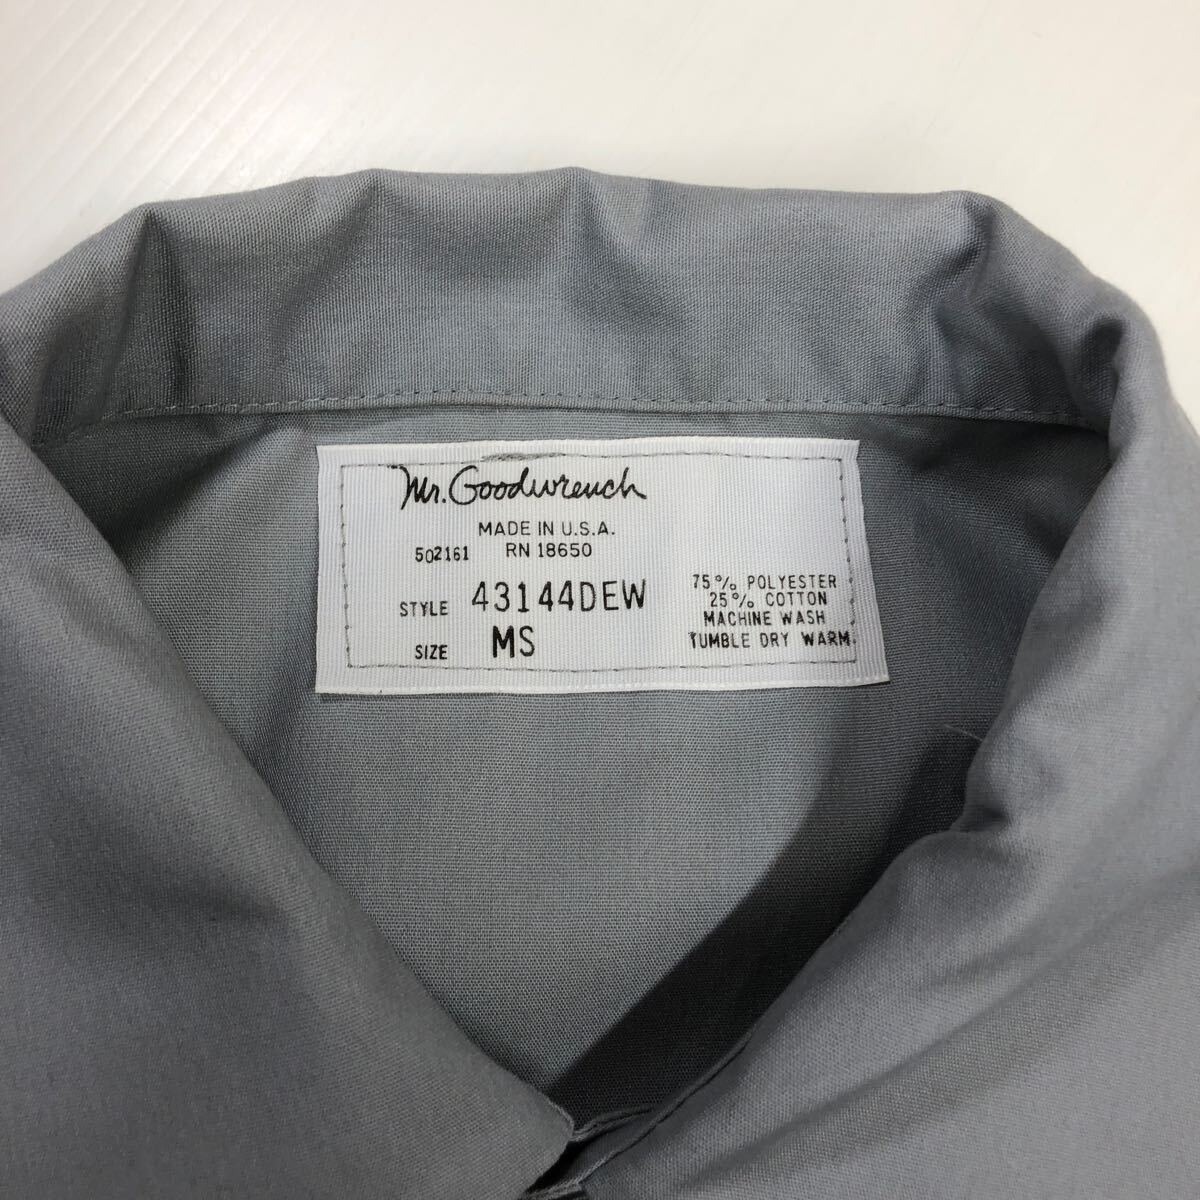 Mr. Goodwrench
MADE IN U.S.A.
502161 RN 18650
STYLE 43144DEW
SIZE MS
75% POLYESTER
25% COTTON
MACHINE WASH
TUMBLE DRY WARM.